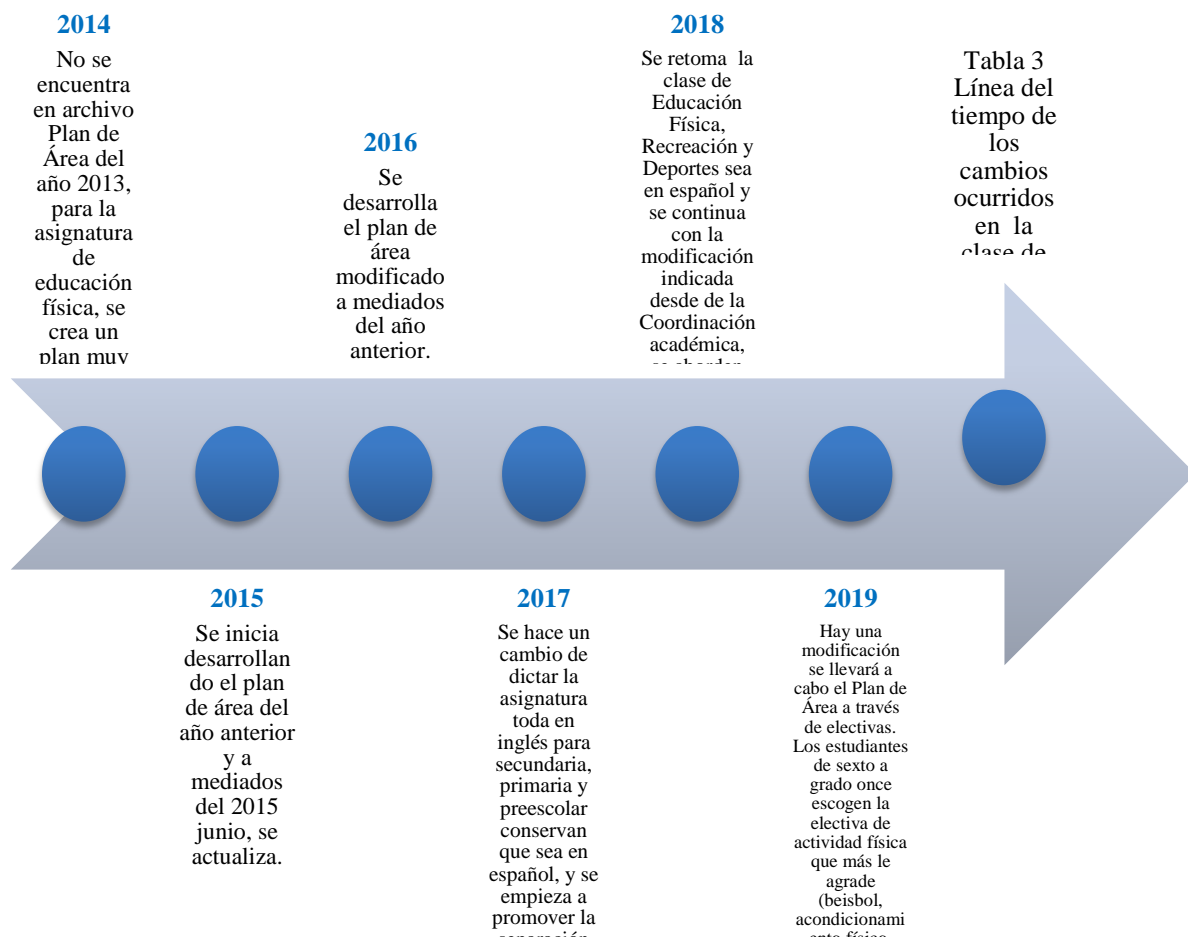 2014
No se
encuentra
en archivo
Plan de
Área del
año 2013,
para la
asignatura
de
educación
física, se
crea un
plan muy
2015
Se inicia
desarrollan
do el plan
de área del
año anterior
y a
mediados
del 2015
junio, se
actualiza.
2016
Se
desarrolla
el plan de
área
modificado
a mediados
del año
anterior.
2017
Se hace un
cambio de
dictar la
asignatura
toda en
inglés para
secundaria,
primaria y
preescolar
conservan
que sea en
español, y se
empieza a
promover la
2018
Se retoma la
clase de
Educación
Física,
Recreación y
Deportes sea
en español y
se continua
con la
modificación
indicada
desde de la
Coordinación
académica,
2019
Hay una
modificación
se llevará a
cabo el Plan de
Área a través
de electivas.
Los estudiantes
de sexto a
grado once
escogen la
electiva de
actividad física
que más le
agrade
(beisbol,
acondicionami
ento físico,
Tabla 3
Línea del
tiempo de
los
cambios
ocurridos
en la
clase de